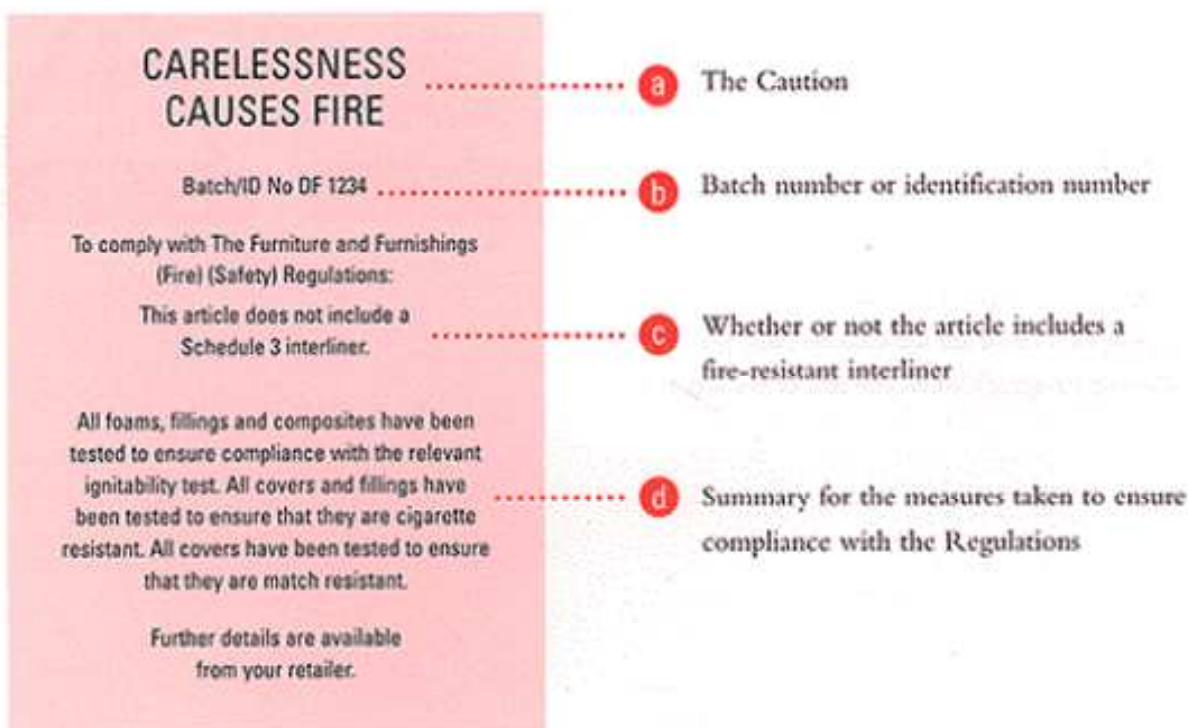 CARELESSNESS
CAUSES FIRE
a
The Caution
Batch/ID No DF 1234
b
Batch number or identification number
To comply with The Furniture and Furnishings
(Fire) (Safety) Regulations:
This article does not include a
Schedule 3 interliner.
c
Whether or not the article includes a
fire-resistant interliner
All foams, fillings and composites have been
tested to ensure compliance with the relevant
ignitability test. All covers and fillings have
been tested to ensure that they are cigarette
resistant. All covers have been tested to ensure
that they are match resistant.
d
Summary for the measures taken to ensure
compliance with the Regulations
Further details are available
from your retailer.